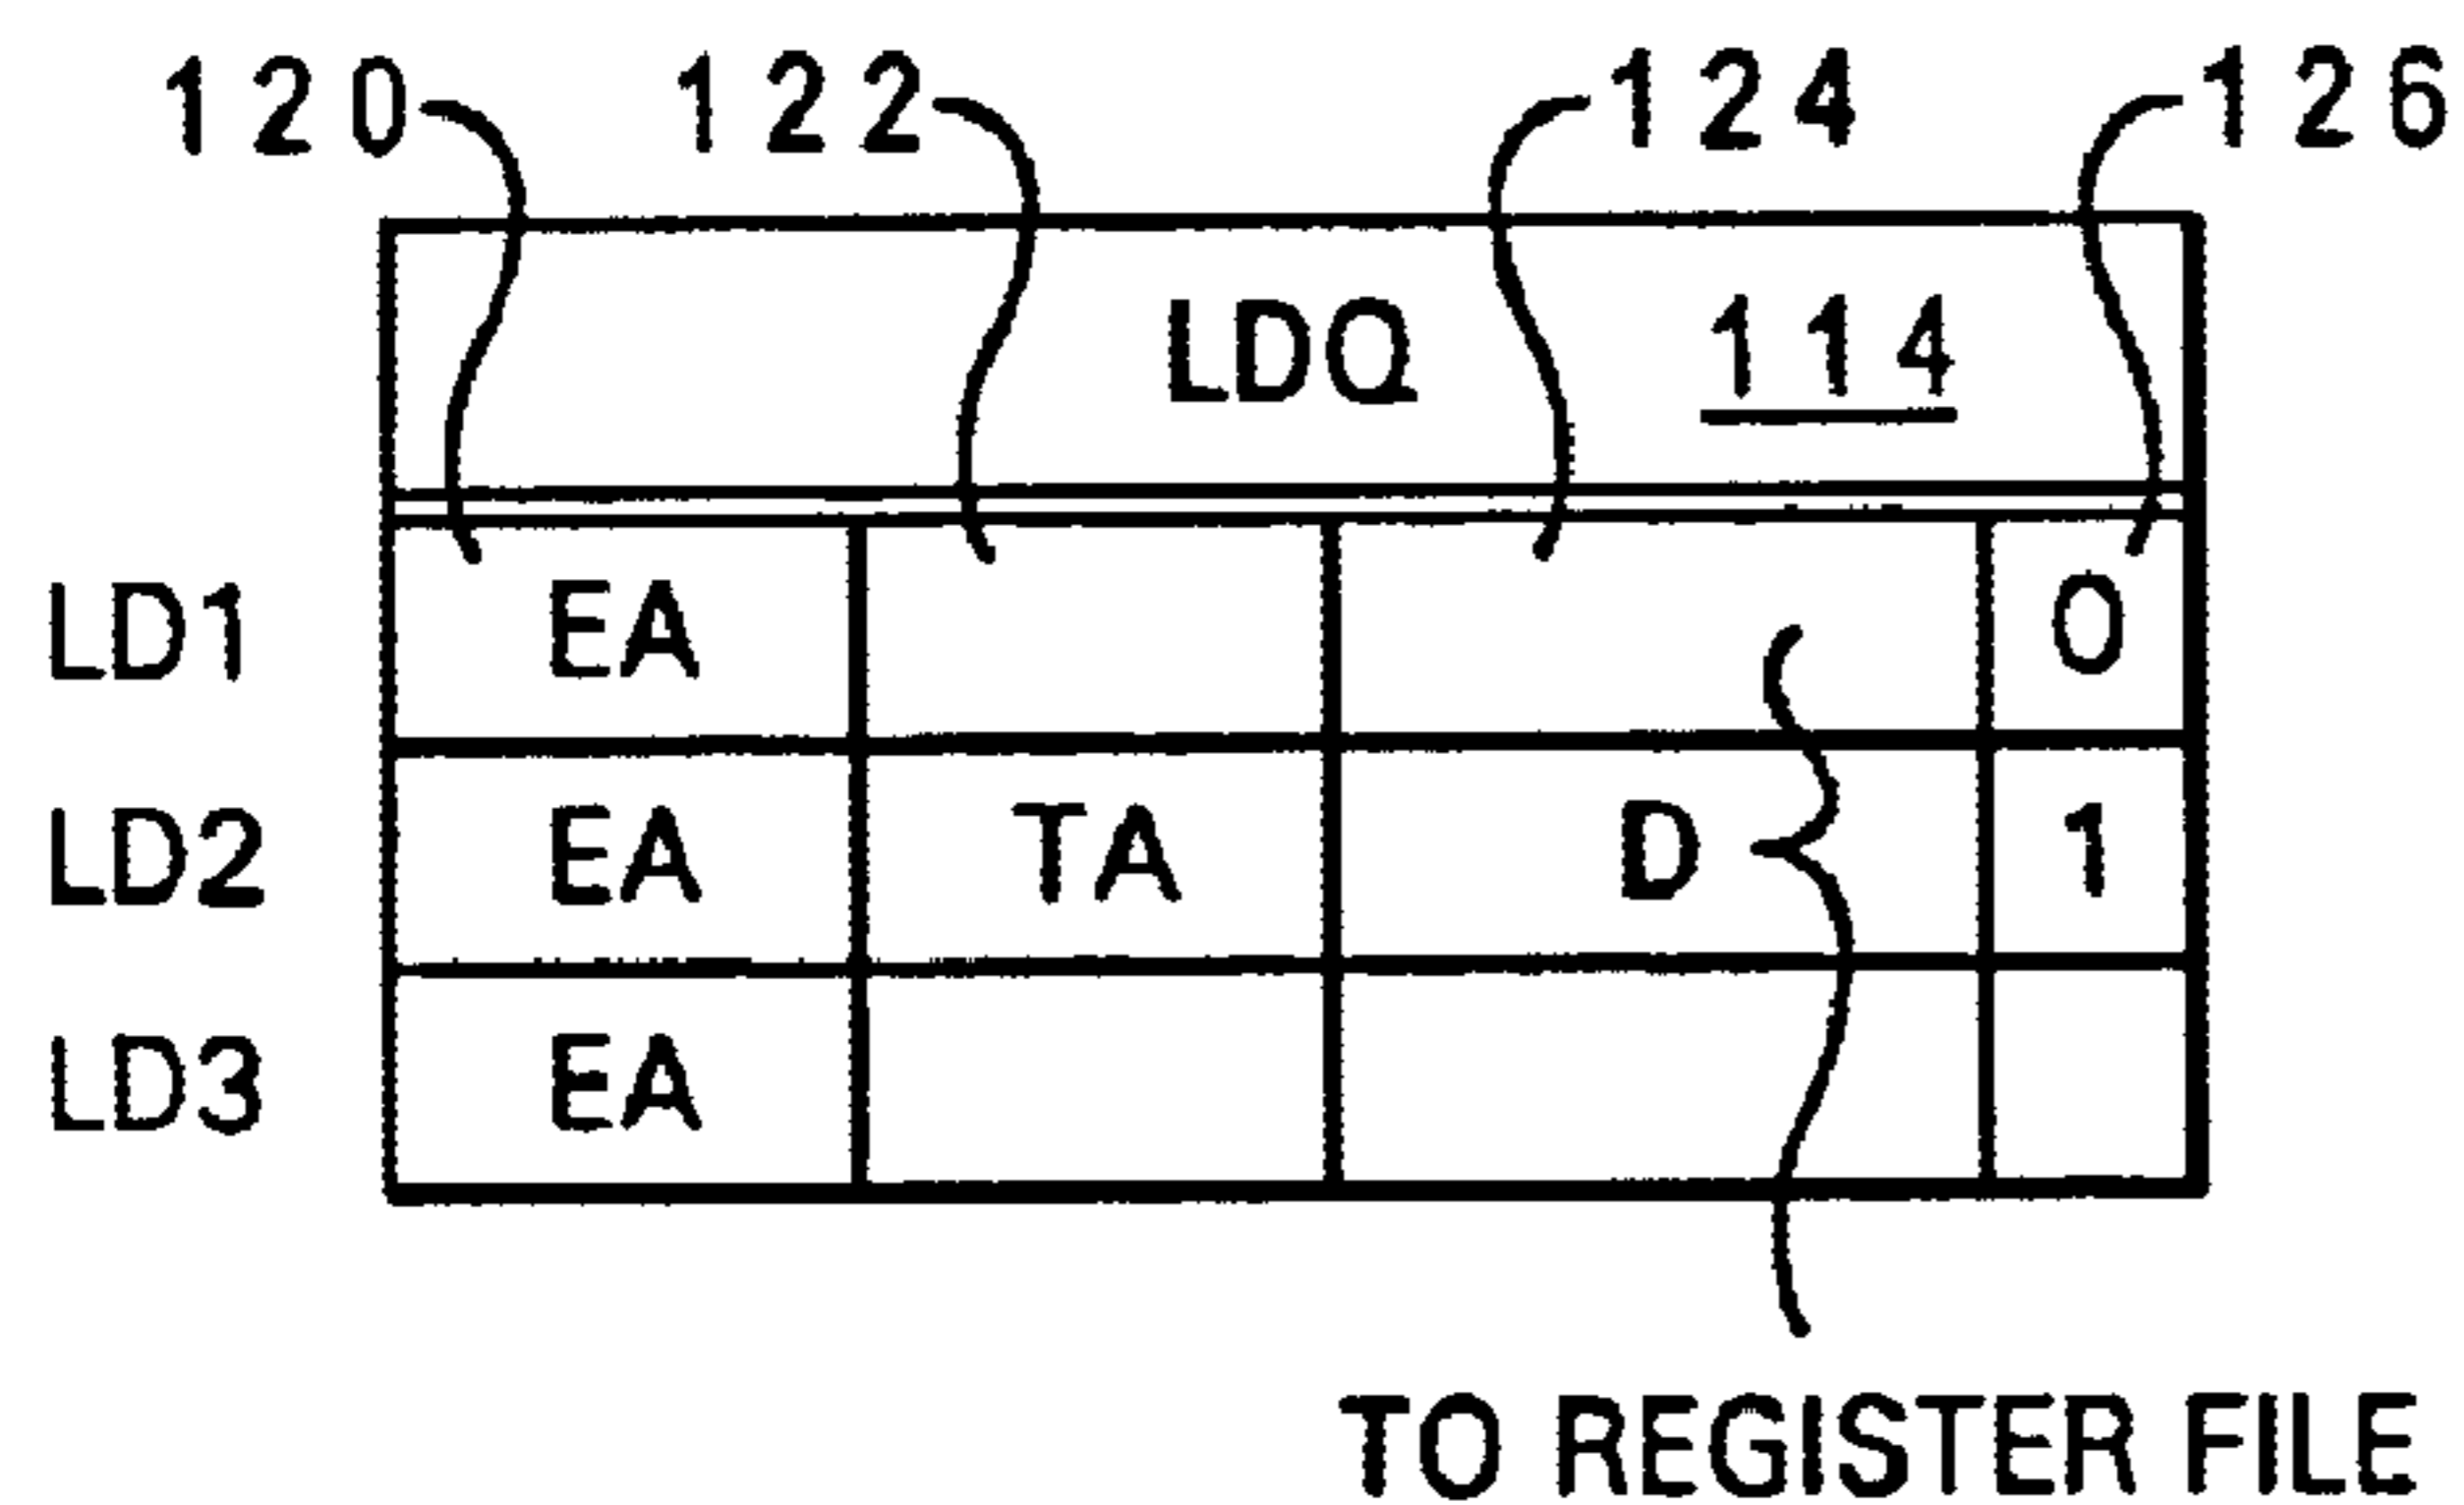 120 122 124 126
LDQ 114
LD1 EA 0
LD2 EA TA D 1
LD3 EA
TO REGISTER FILE